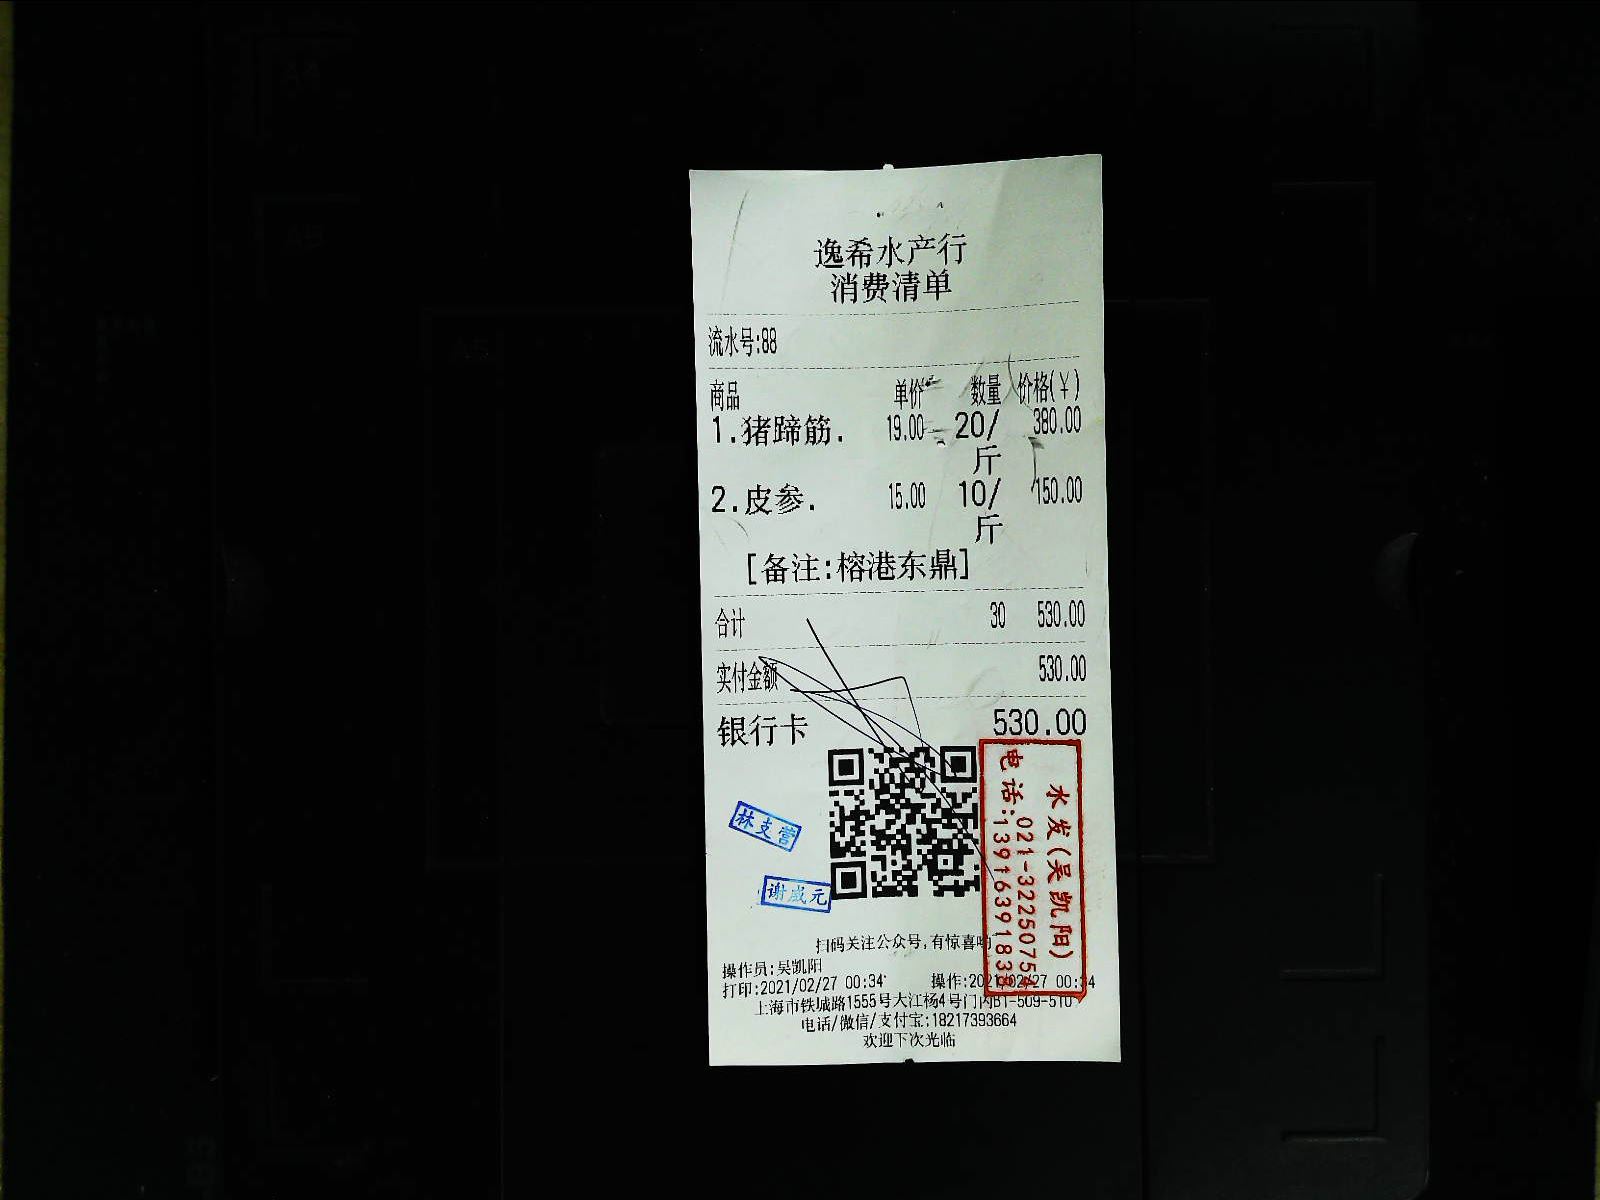 逸希水产行
消费清单
流水号:88
商品 单价 数量 价格(￥)
1.猪蹄筋. 19.00 20/斤 380.00
2.皮参. 15.00 10/斤 150.00
[备注:榕港东鼎]
合计 30 530.00
实付金额 530.00
银行卡 530.00
水发(吴凯阳)
电话:021-32250754
13916391838
林支营
谢成元
扫码关注公众号,有惊喜哟
操作员:吴凯阳
打印:2021/02/27 00:34 操作:2021/02/27 00:34
上海市铁城路1555号大江杨4号门内B1-509-510
电话/微信/支付宝:18217393664
欢迎下次光临
A5